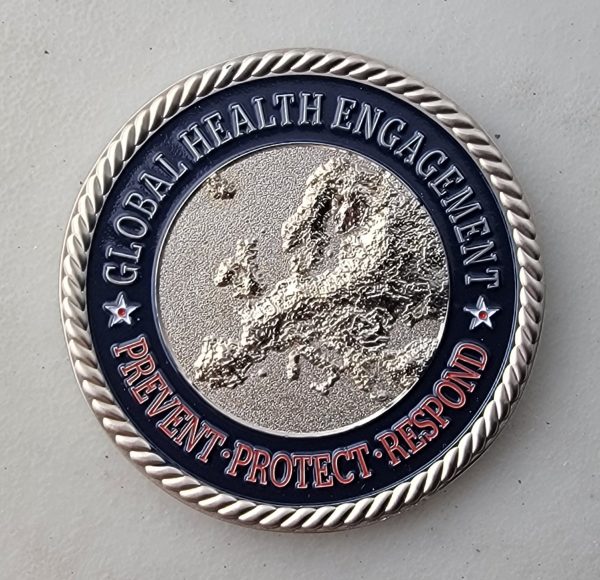 GLOBAL HEALTH ENGAGEMENT
PREVENT · PROTECT · RESPOND